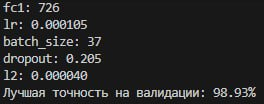 fc1: 726
lr: 0.000105
batch_size: 37
dropout: 0.205
l2: 0.000040
Лучшая точность на валидации: 98.93%